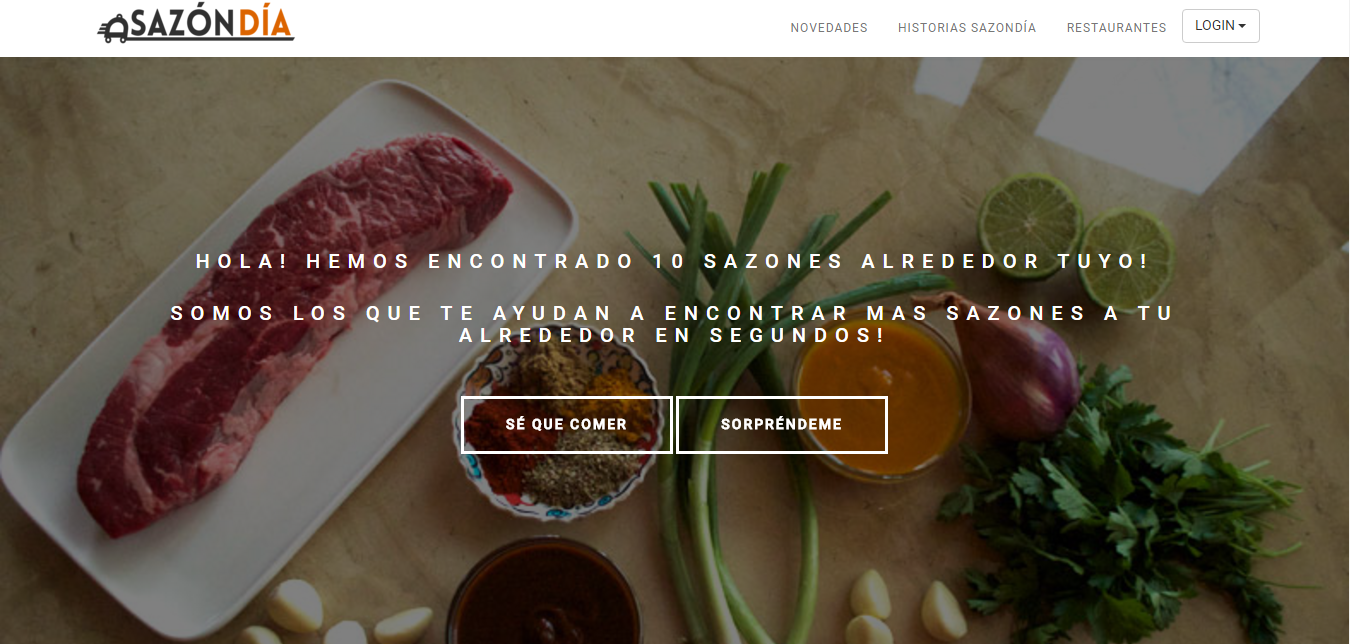 SAZÓNDÍA
NOVEDADES
HISTORIAS SAZONDÍA
RESTAURANTES
LOGIN
HOLA! HEMOS ENCONTRADO 10 SAZONES ALREDEDOR TUYO!
SOMOS LOS QUE TE AYUDAN A ENCONTRAR MAS SAZONES A TU
ALREDEDOR EN SEGUNDOS!
SÉ QUE COMER
SORPRÉNDEME